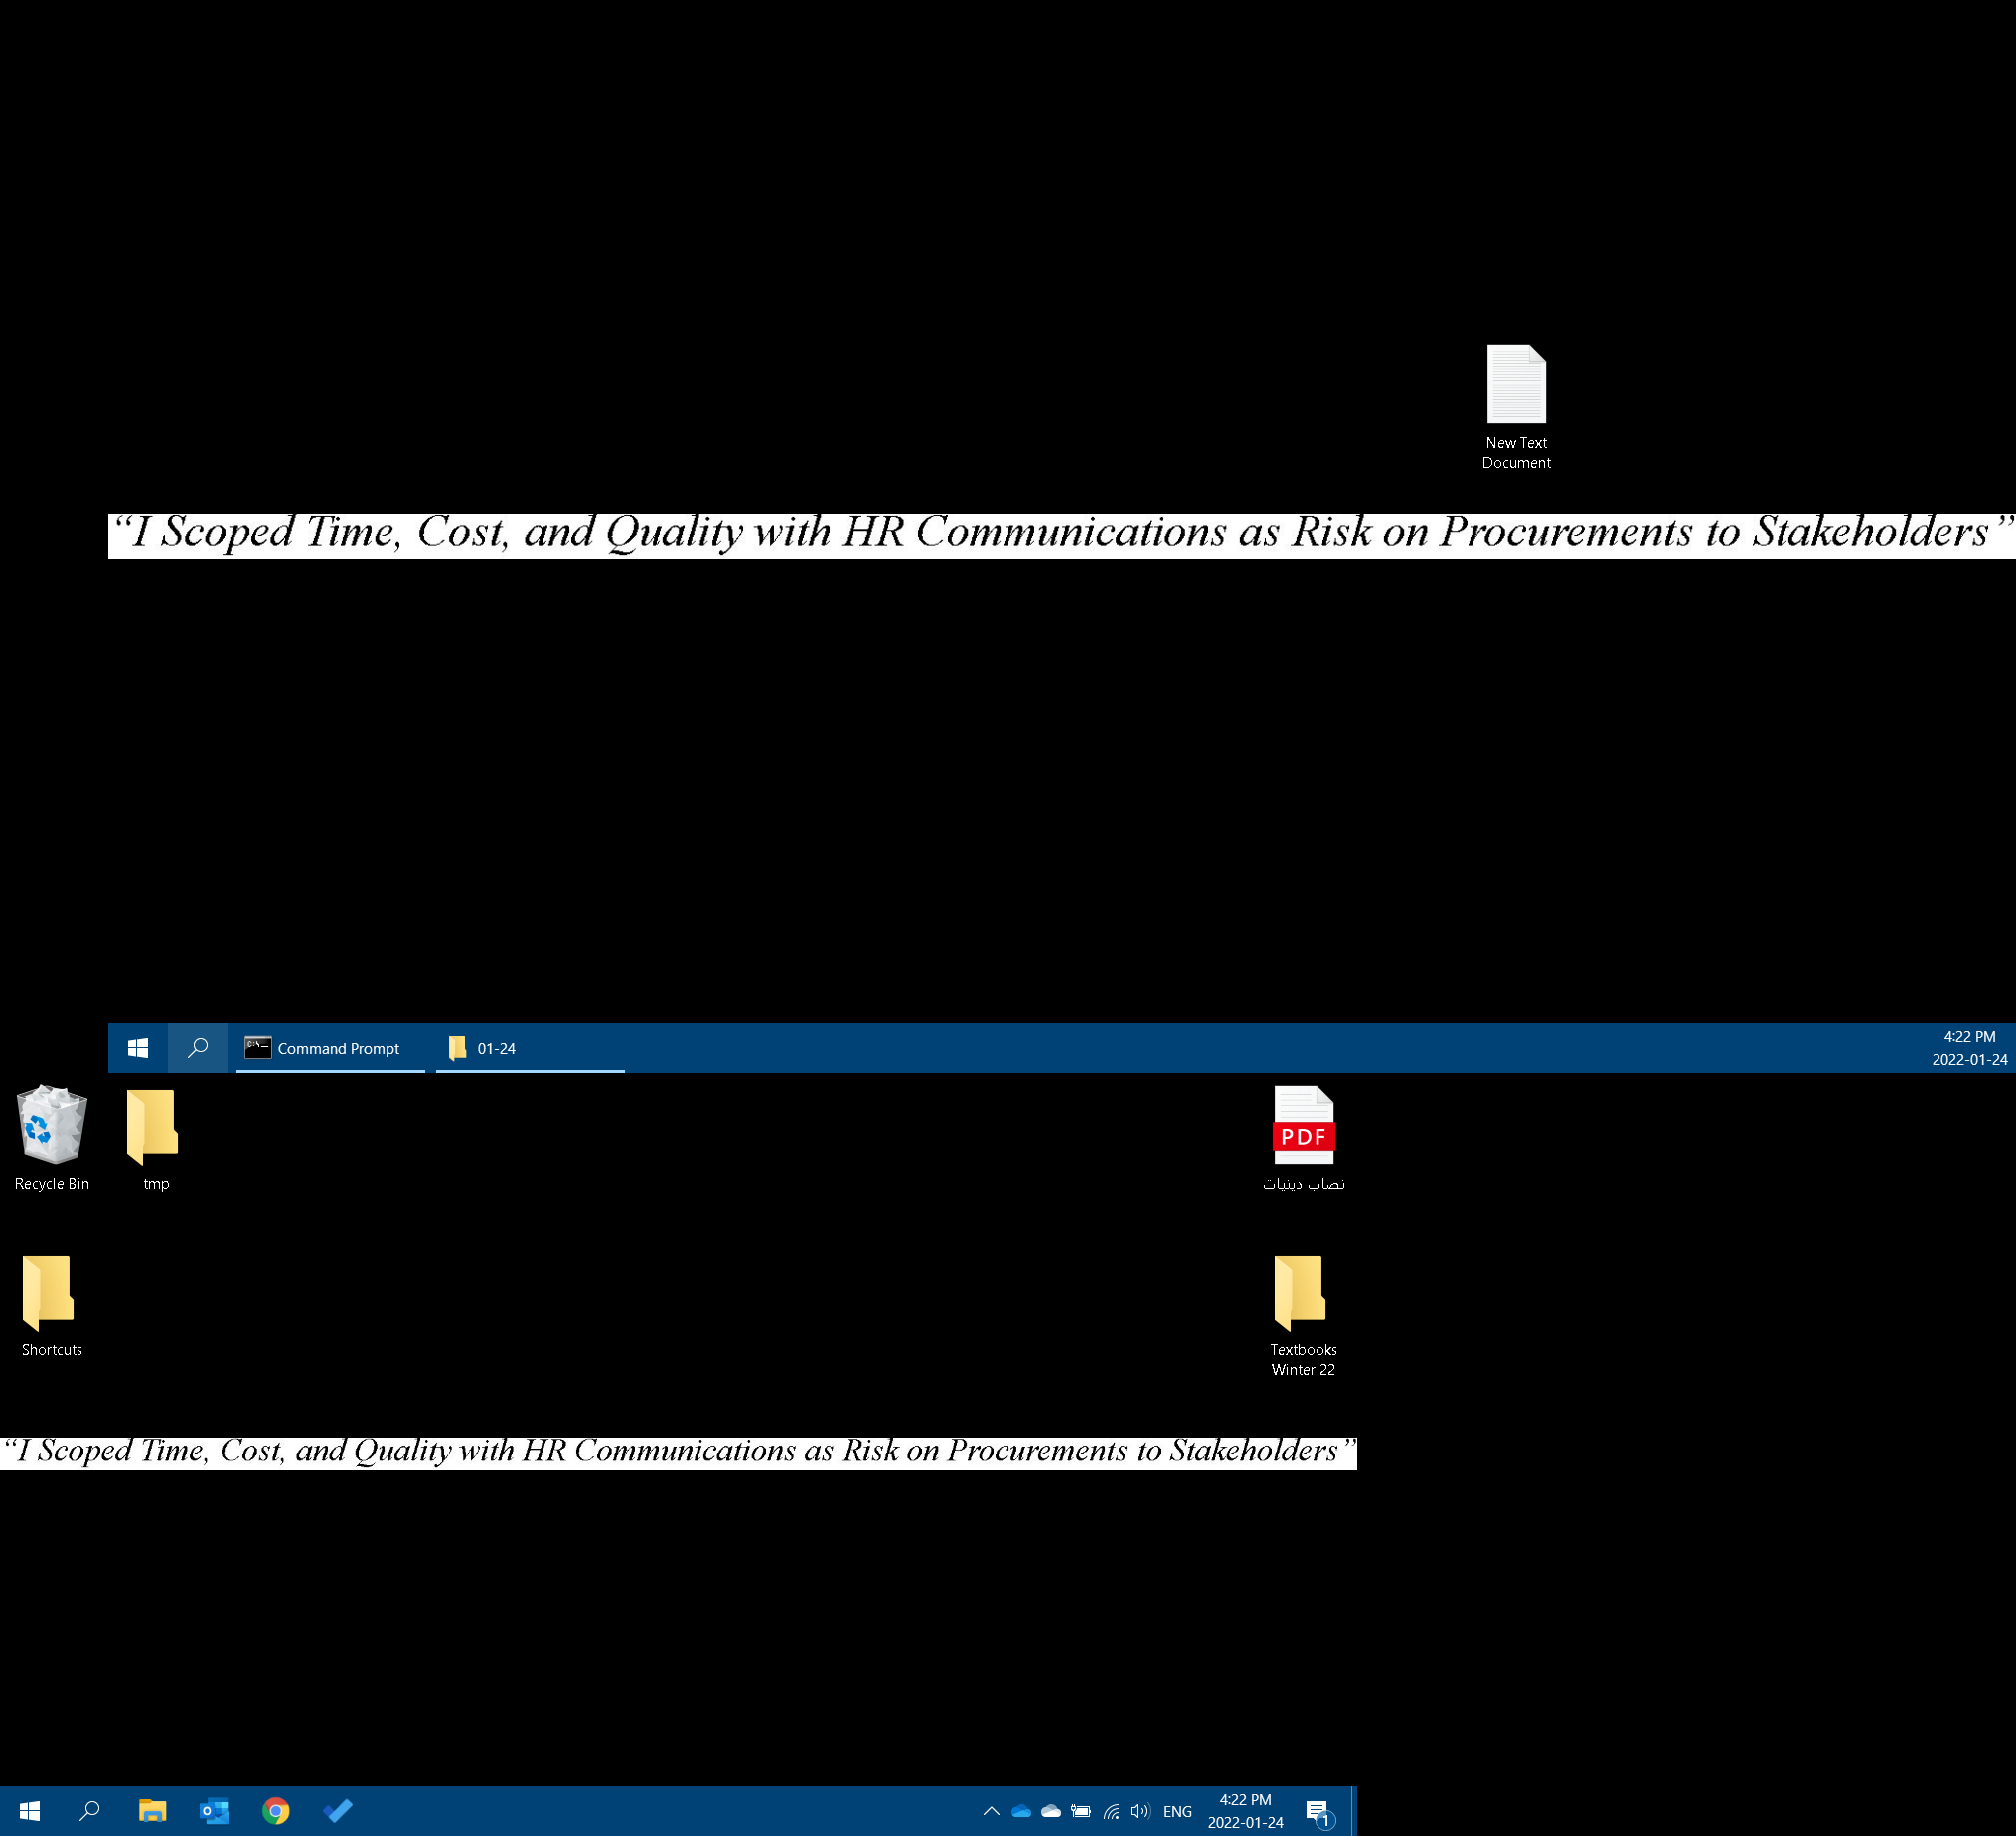 New Text
Document
“I Scoped Time, Cost, and Quality with HR Communications as Risk on Procurements to Stakeholders”
Command Prompt
01-24
4:22 PM
2022-01-24
Recycle Bin
tmp
PDF
نصاب دينيات
Shortcuts
Textbooks
Winter 22
“I Scoped Time, Cost, and Quality with HR Communications as Risk on Procurements to Stakeholders”
ENG
4:22 PM
2022-01-24
1